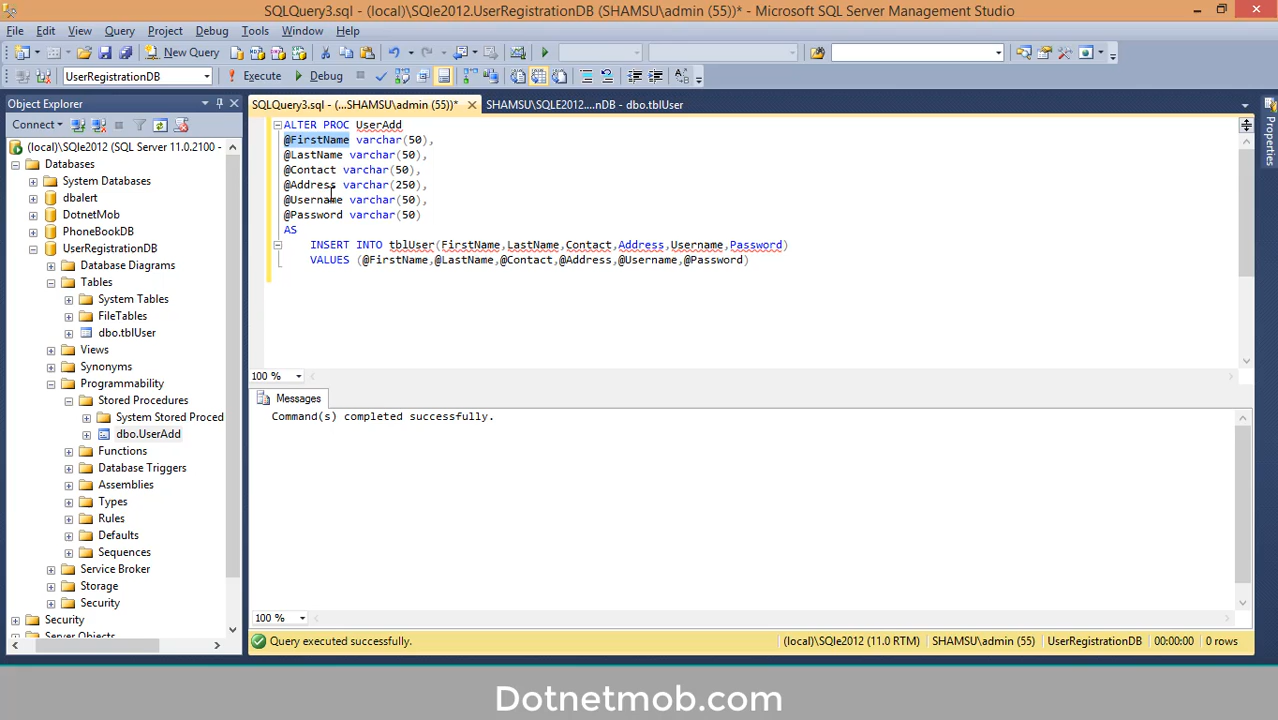 SQLQuery3.sql - (local)\SQle2012.UserRegistrationDB (SHAMSU\admin (55))* - Microsoft SQL Server Management Studio
File Edit View Query Project Debug Tools Window Help
New Query
UserRegistrationDB Execute Debug
Object Explorer
SQLQuery3.sql - (...SHAMSU\admin (55))* SHAMSU\SQLE2012....nDB - dbo.tblUser
Properties
Connect
(local)\SQle2012 (SQL Server 11.0.2100 -
Databases
System Databases
dbalert
DotnetMob
PhoneBookDB
UserRegistrationDB
Database Diagrams
Tables
System Tables
FileTables
dbo.tblUser
Views
Synonyms
Programmability
Stored Procedures
System Stored Proced
dbo.UserAdd
Functions
Database Triggers
Assemblies
Types
Rules
Defaults
Sequences
Service Broker
Storage
Security
Security
Server Objects
ALTER PROC UserAdd
@FirstName varchar(50),
@LastName varchar(50),
@Contact varchar(50),
@Address varchar(250),
@Username varchar(50),
@Password varchar(50)
AS
INSERT INTO tblUser(FirstName,LastName,Contact,Address,Username,Password)
VALUES (@FirstName,@LastName,@Contact,@Address,@Username,@Password)
100 %
Messages
Command(s) completed successfully.
100 %
Query executed successfully. (local)\SQle2012 (11.0 RTM) SHAMSU\admin (55) UserRegistrationDB 00:00:00 0 rows
Dotnetmob.com